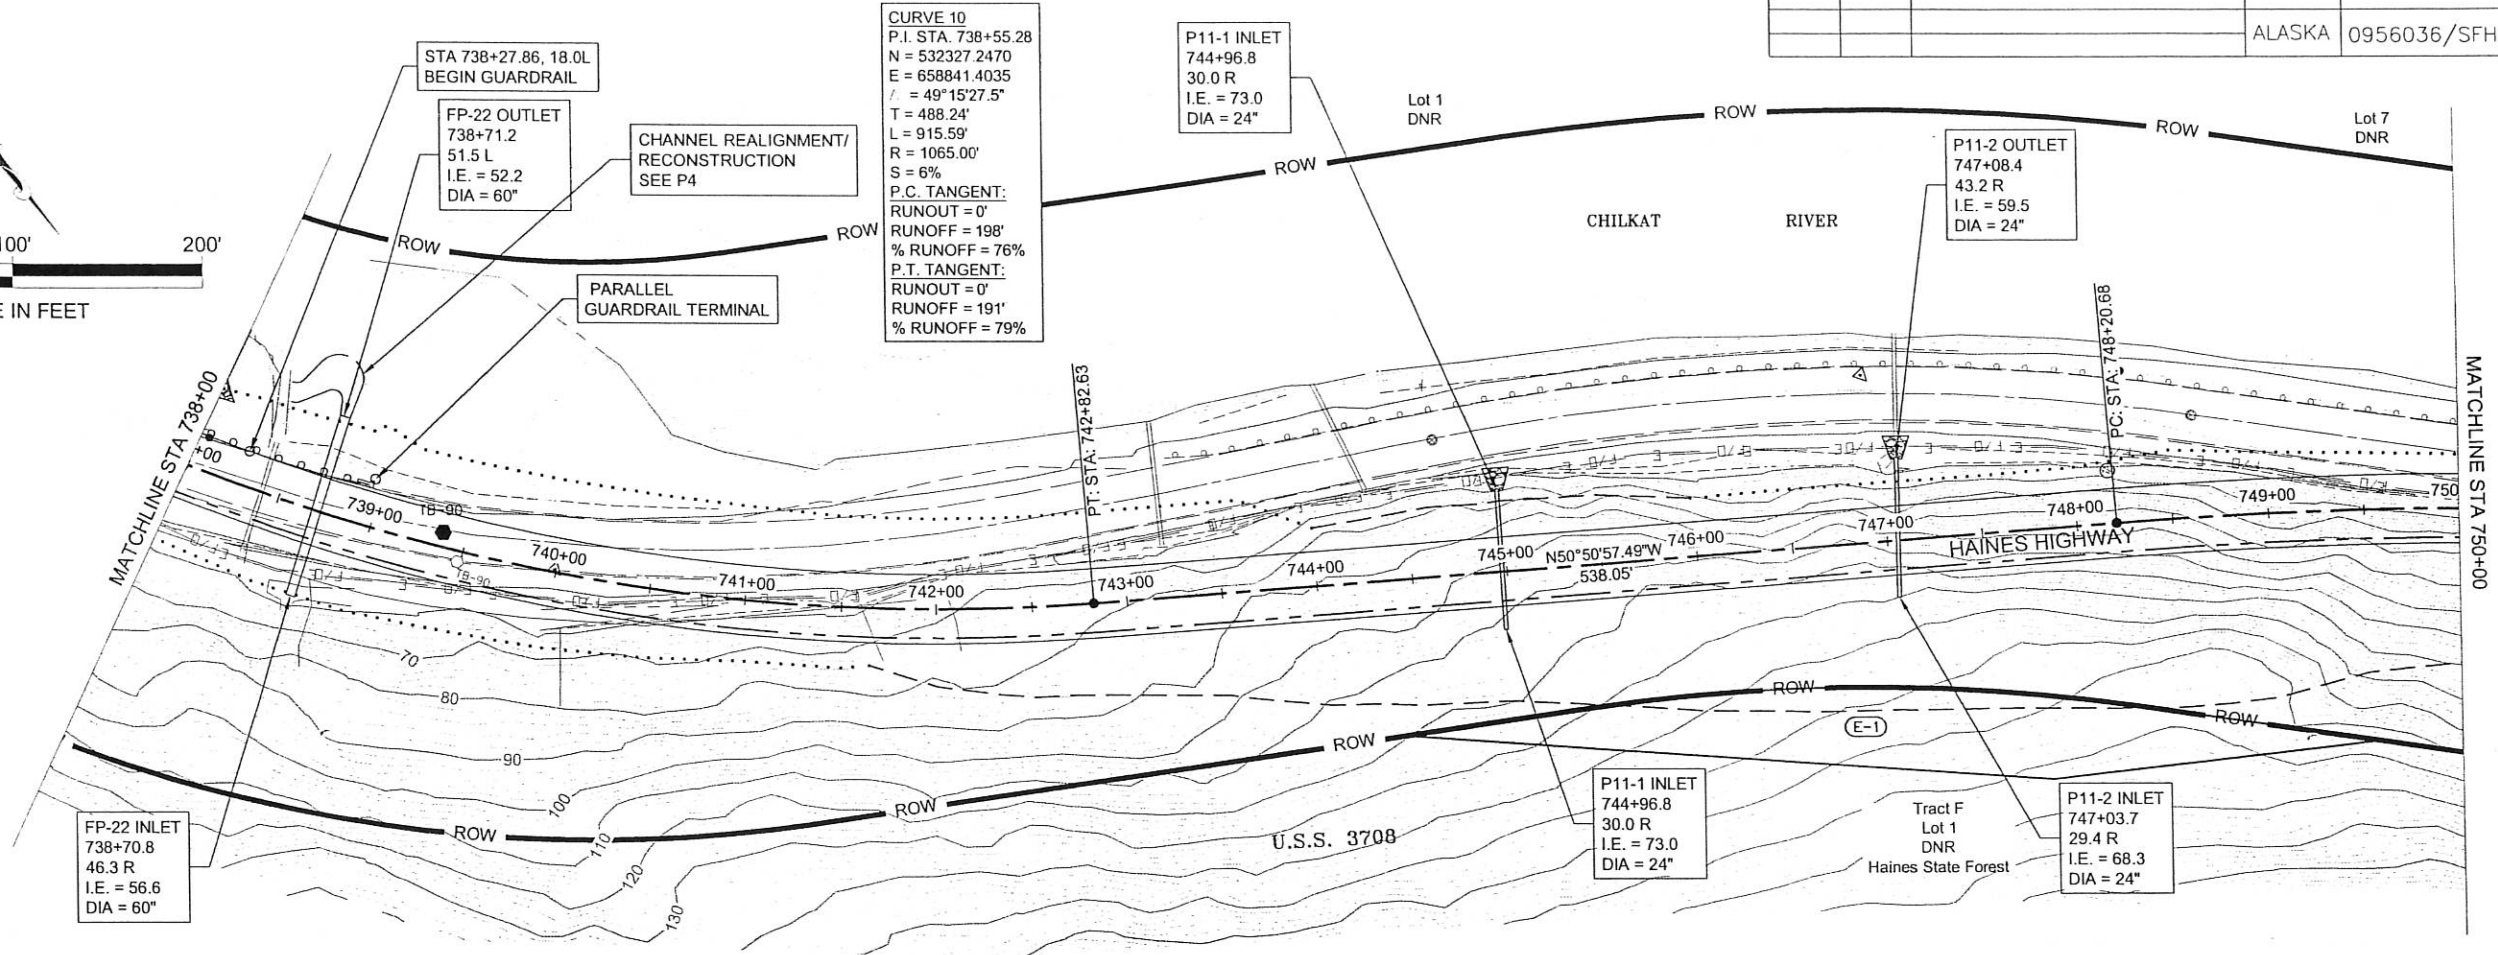 ALASKA 0956036/SFH
STA 738+27.86, 18.0L
BEGIN GUARDRAIL
FP-22 OUTLET
738+71.2
51.5 L
I.E. = 52.2
DIA = 60"
CHANNEL REALIGNMENT/
RECONSTRUCTION
SEE P4
PARALLEL
GUARDRAIL TERMINAL
CURVE 10
P.I. STA. 738+55.28
N = 532327.2470
E = 658841.4035
= 49°15'27.5"
T = 488.24'
L = 915.59'
R = 1065.00'
S = 6%
P.C. TANGENT:
RUNOUT = 0'
RUNOFF = 198'
% RUNOFF = 76%
P.T. TANGENT:
RUNOUT = 0'
RUNOFF = 191'
% RUNOFF = 79%
P11-1 INLET
744+96.8
30.0 R
I.E. = 73.0
DIA = 24"
Lot 1
DNR
P11-2 OUTLET
747+08.4
43.2 R
I.E. = 59.5
DIA = 24"
Lot 7
DNR
100'
200'
E IN FEET
ROW
ROW
ROW
ROW
ROW
CHILKAT RIVER
MATCHLINE STA 738+00
PT: STA: 742+82.63
PC: STA: 748+20.68
MATCHLINE STA 750+00
+00
739+00
TB-90
TB-90
740+00
741+00
742+00
743+00
744+00
745+00
746+00
747+00
748+00
749+00
750
N50°50'57.49"W
538.05'
HAINES HIGHWAY
70
80
90
100
110
120
130
ROW
ROW
ROW
ROW
ROW
E-1
U.S.S. 3708
FP-22 INLET
738+70.8
46.3 R
I.E. = 56.6
DIA = 60"
P11-1 INLET
744+96.8
30.0 R
I.E. = 73.0
DIA = 24"
Tract F
Lot 1
DNR
Haines State Forest
P11-2 INLET
747+03.7
29.4 R
I.E. = 68.3
DIA = 24"